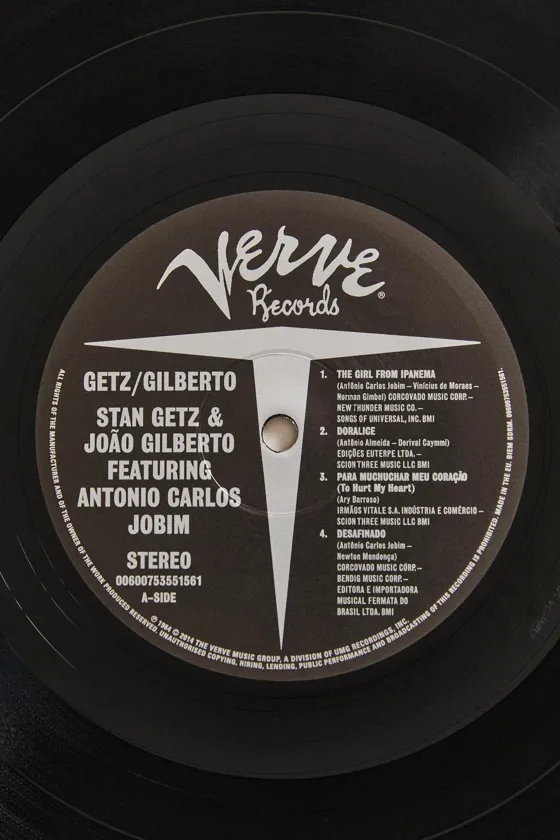 VERVE
Records
®
GETZ/GILBERTO
STAN GETZ &
JOÃO GILBERTO
FEATURING
ANTONIO CARLOS
JOBIM
STEREO
00600753551561
A-SIDE
1. THE GIRL FROM IPANEMA
(Antônio Carlos Jobim – Vinícius de Moraes –
Norman Gimbel) CORCOVADO MUSIC CORP. –
NEW THUNDER MUSIC CO. –
SONGS OF UNIVERSAL, INC. BMI
2. DORALICE
(Antônio Almeida – Dorival Caymmi)
EDIÇÕES EUTERPE LTDA. –
SCION THREE MUSIC LLC BMI
3. PARA MUCHUCHAR MEU CORAÇÃO
(To Hurt My Heart)
(Ary Barroso)
IRMÃOS VITALE S.A. INDÚSTRIA E COMÉRCIO –
SCION THREE MUSIC LLC BMI
4. DESAFINADO
(Antônio Carlos Jobim –
Newton Mendonça)
CORCOVADO MUSIC CORP. –
BENDIG MUSIC CORP. –
EDITORA E IMPORTADORA
MUSICAL FERMATA DO
BRASIL LTDA. BMI
ALL RIGHTS OF THE MANUFACTURER AND OF THE OWNER OF THE WORK PRODUCED RESERVED. UNAUTHORISED COPYING, HIRING, LENDING, PUBLIC PERFORMANCE AND BROADCASTING OF THIS RECORDING IS PROHIBITED. MADE IN THE EU. BIEM SDRM. 00600753551561.
℗ 1964 © 2014 THE VERVE MUSIC GROUP, A DIVISION OF UMG RECORDINGS, INC.